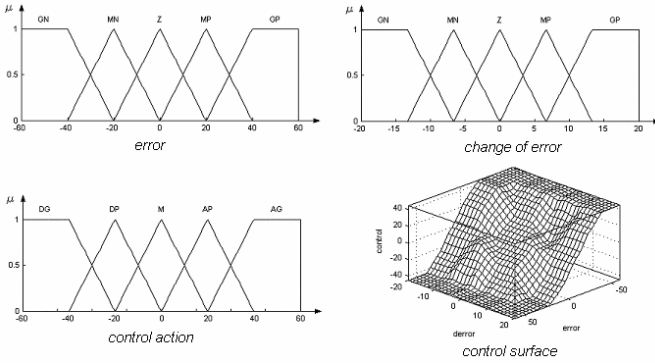 μ GN MN Z MP GP
1
0.5
0
-60 -40 -20 0 20 40 60
error
μ GN MN Z MP GP
1
0.5
0
-20 -15 -10 -5 0 5 10 15 20
change of error
μ DG DP M AP AG
1
0.5
0
-60 -40 -20 0 20 40 60
control action
40
20
0
-20
-40
control
-20 -10 0 10 20
derror
50 0 -50
error
control surface